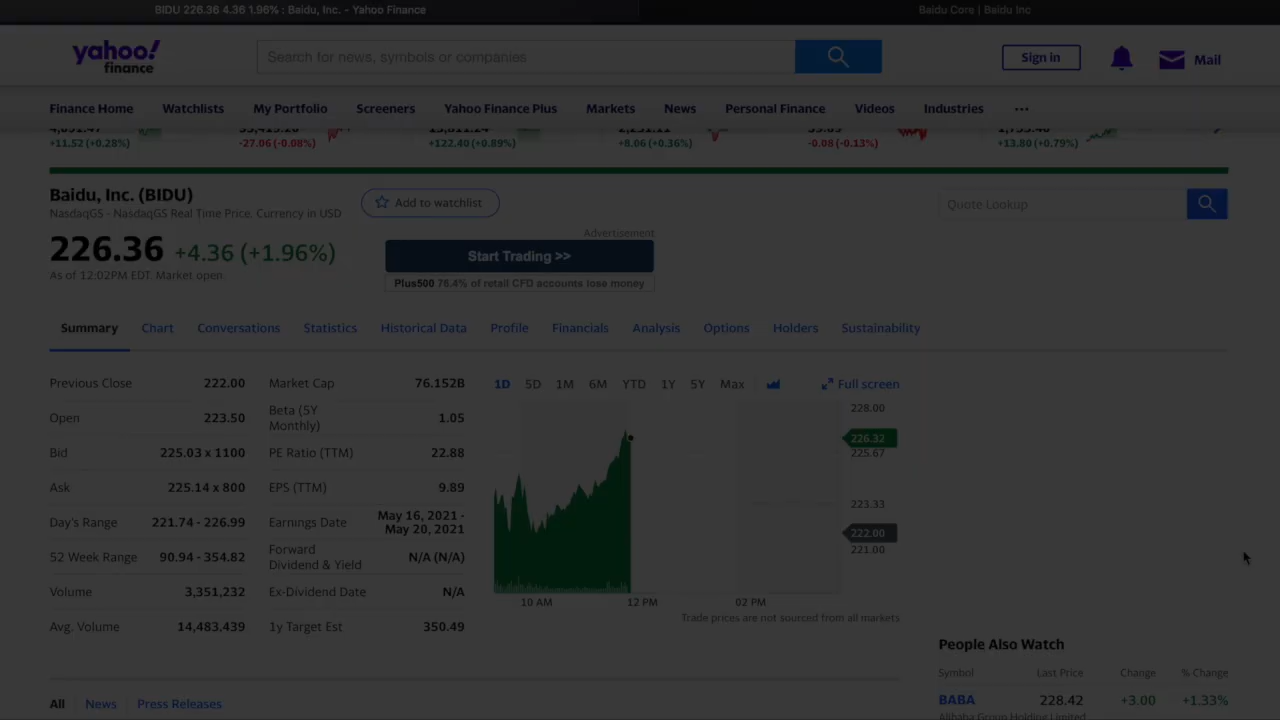 BIDU 226.36 4.36 1.96% : Baidu, Inc. - Yahoo Finance
Baidu Core | Baidu Inc
yahoo!
finance
Search for news, symbols or companies
Sign in
Mail
Finance Home Watchlists My Portfolio Screeners Yahoo Finance Plus Markets News Personal Finance Videos Industries ...
+11.52 (+0.28%) -27.06 (-0.08%) +122.40 (+0.89%) +8.06 (+0.36%) -0.08 (-0.13%) +13.80 (+0.79%)
Baidu, Inc. (BIDU)
NasdaqGS - NasdaqGS Real Time Price. Currency in USD
Add to watchlist
Quote Lookup
226.36 +4.36 (+1.96%)
As of 12:02PM EDT. Market open.
Advertisement
Start Trading >>
Plus500 76.4% of retail CFD accounts lose money
Summary Chart Conversations Statistics Historical Data Profile Financials Analysis Options Holders Sustainability
Previous Close 222.00
Open 223.50
Bid 225.03 x 1100
Ask 225.14 x 800
Day's Range 221.74 - 226.99
52 Week Range 90.94 - 354.82
Volume 3,351,232
Avg. Volume 14,483,439
Market Cap 76.152B
Beta (5Y
Monthly) 1.05
PE Ratio (TTM) 22.88
EPS (TTM) 9.89
Earnings Date May 16, 2021 -
May 20, 2021
Forward
Dividend & Yield N/A (N/A)
Ex-Dividend Date N/A
1y Target Est 350.49
1D 5D 1M 6M YTD 1Y 5Y Max Full screen
228.00
226.32
225.67
223.33
222.00
221.00
10 AM 12 PM 02 PM
Trade prices are not sourced from all markets
People Also Watch
Symbol Last Price Change % Change
BABA 228.42 +3.00 +1.33%
Alibaba Group Holding Limited
All News Press Releases